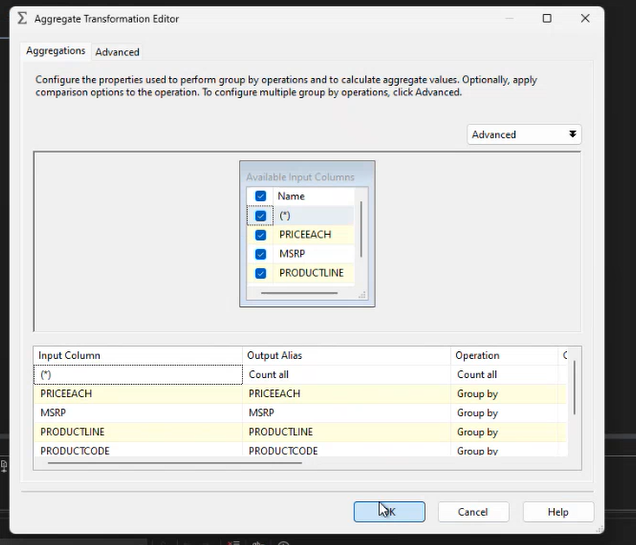 Aggregate Transformation Editor
Aggregations Advanced
Configure the properties used to perform group by operations and to calculate aggregate values. Optionally, apply
comparison options to the operation. To configure multiple group by operations, click Advanced.
Advanced
Available Input Columns
Name
(*)
PRICEEACH
MSRP
PRODUCTLINE
Input Column Output Alias Operation
(*) Count all Count all
PRICEEACH PRICEEACH Group by
MSRP MSRP Group by
PRODUCTLINE PRODUCTLINE Group by
PRODUCTCODE PRODUCTCODE Group by
OK Cancel Help